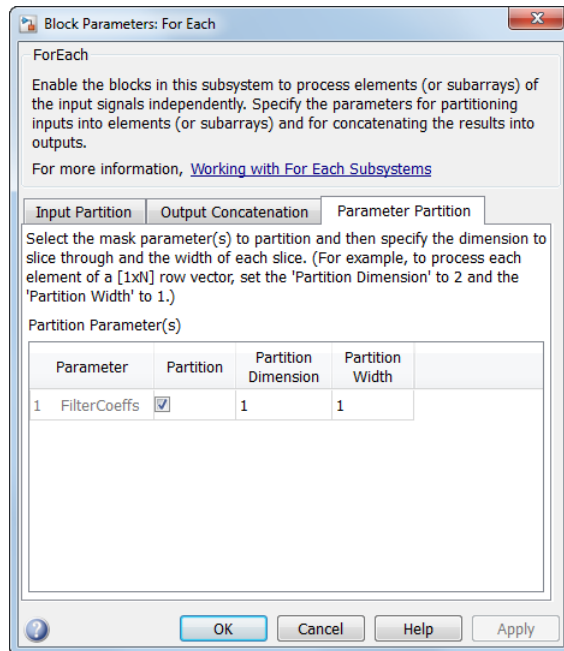 Block Parameters: For Each
ForEach
Enable the blocks in this subsystem to process elements (or subarrays) of
the input signals independently. Specify the parameters for partitioning
inputs into elements (or subarrays) and for concatenating the results into
outputs.
For more information, Working with For Each Subsystems
Input Partition Output Concatenation Parameter Partition
Select the mask parameter(s) to partition and then specify the dimension to
slice through and the width of each slice. (For example, to process each
element of a [1xN] row vector, set the 'Partition Dimension' to 2 and the
'Partition Width' to 1.)
Partition Parameter(s)
Parameter Partition Partition Dimension Partition Width
1 FilterCoeffs 1 1
OK Cancel Help Apply